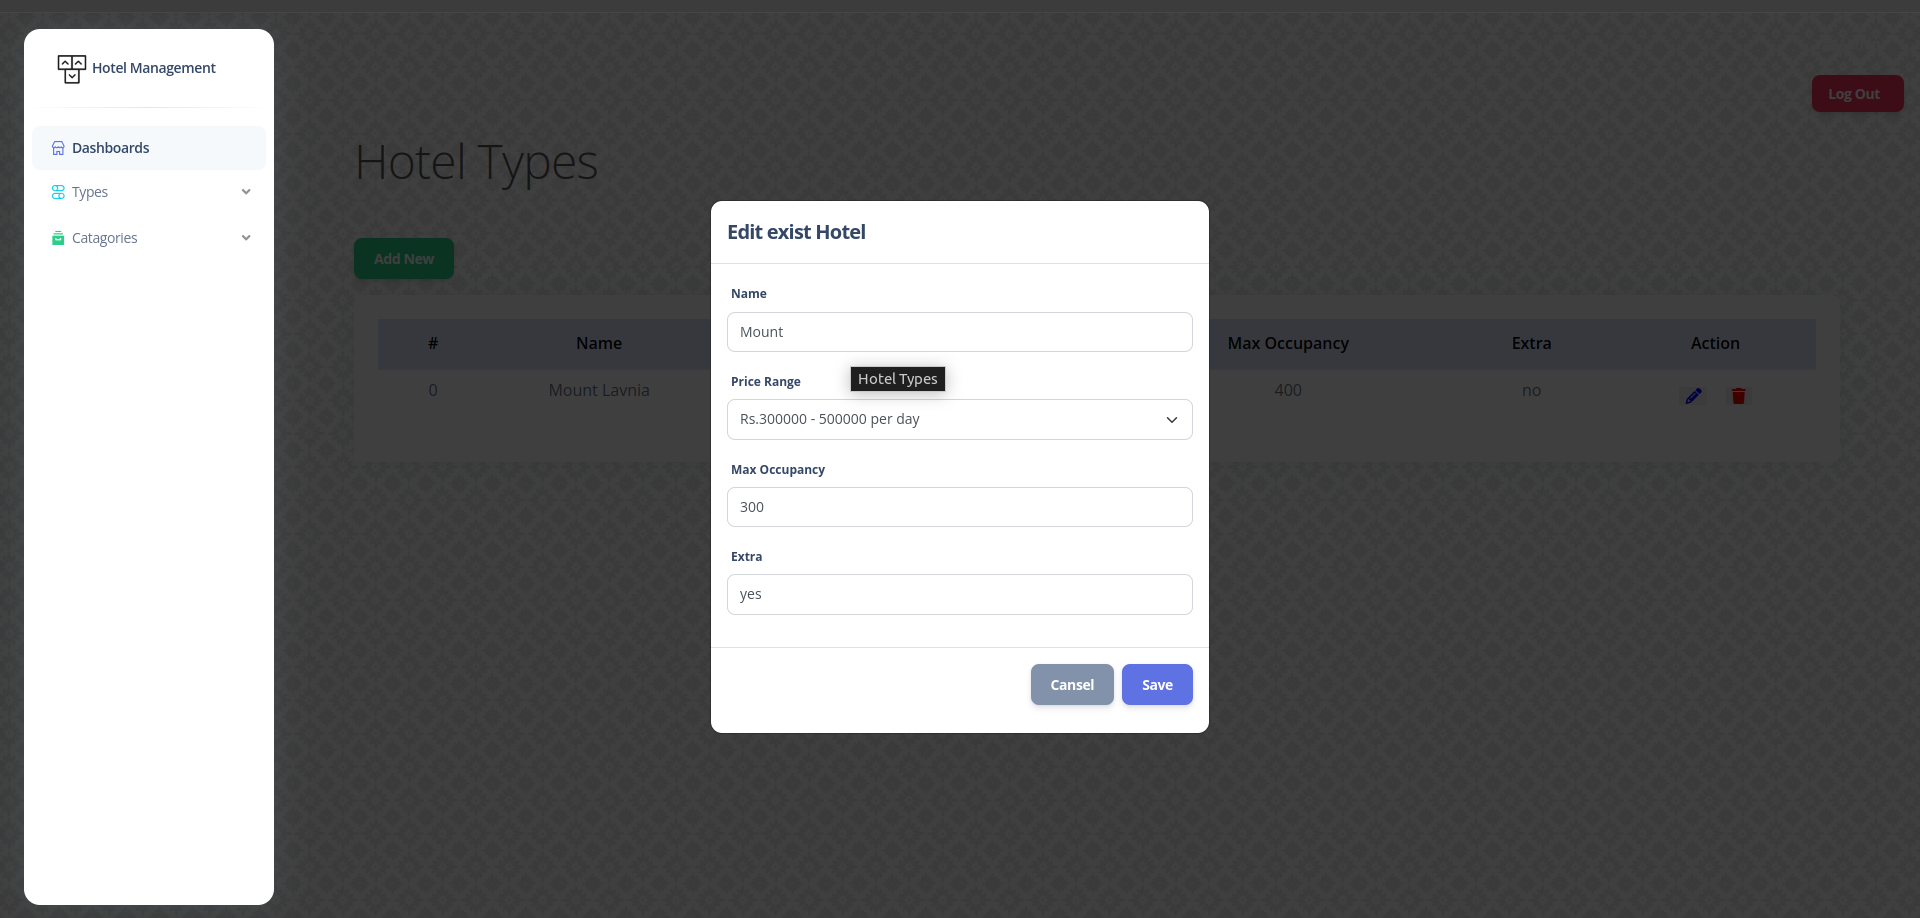 Hotel Management
Dashboards
Types
Catagories
Log Out
Hotel Types
Add New
# Name Max Occupancy Extra Action
0 Mount Lavnia 400 no
Edit exist Hotel
Name
Mount
Hotel Types
Price Range
Rs.300000 - 500000 per day
Max Occupancy
300
Extra
yes
Cansel Save